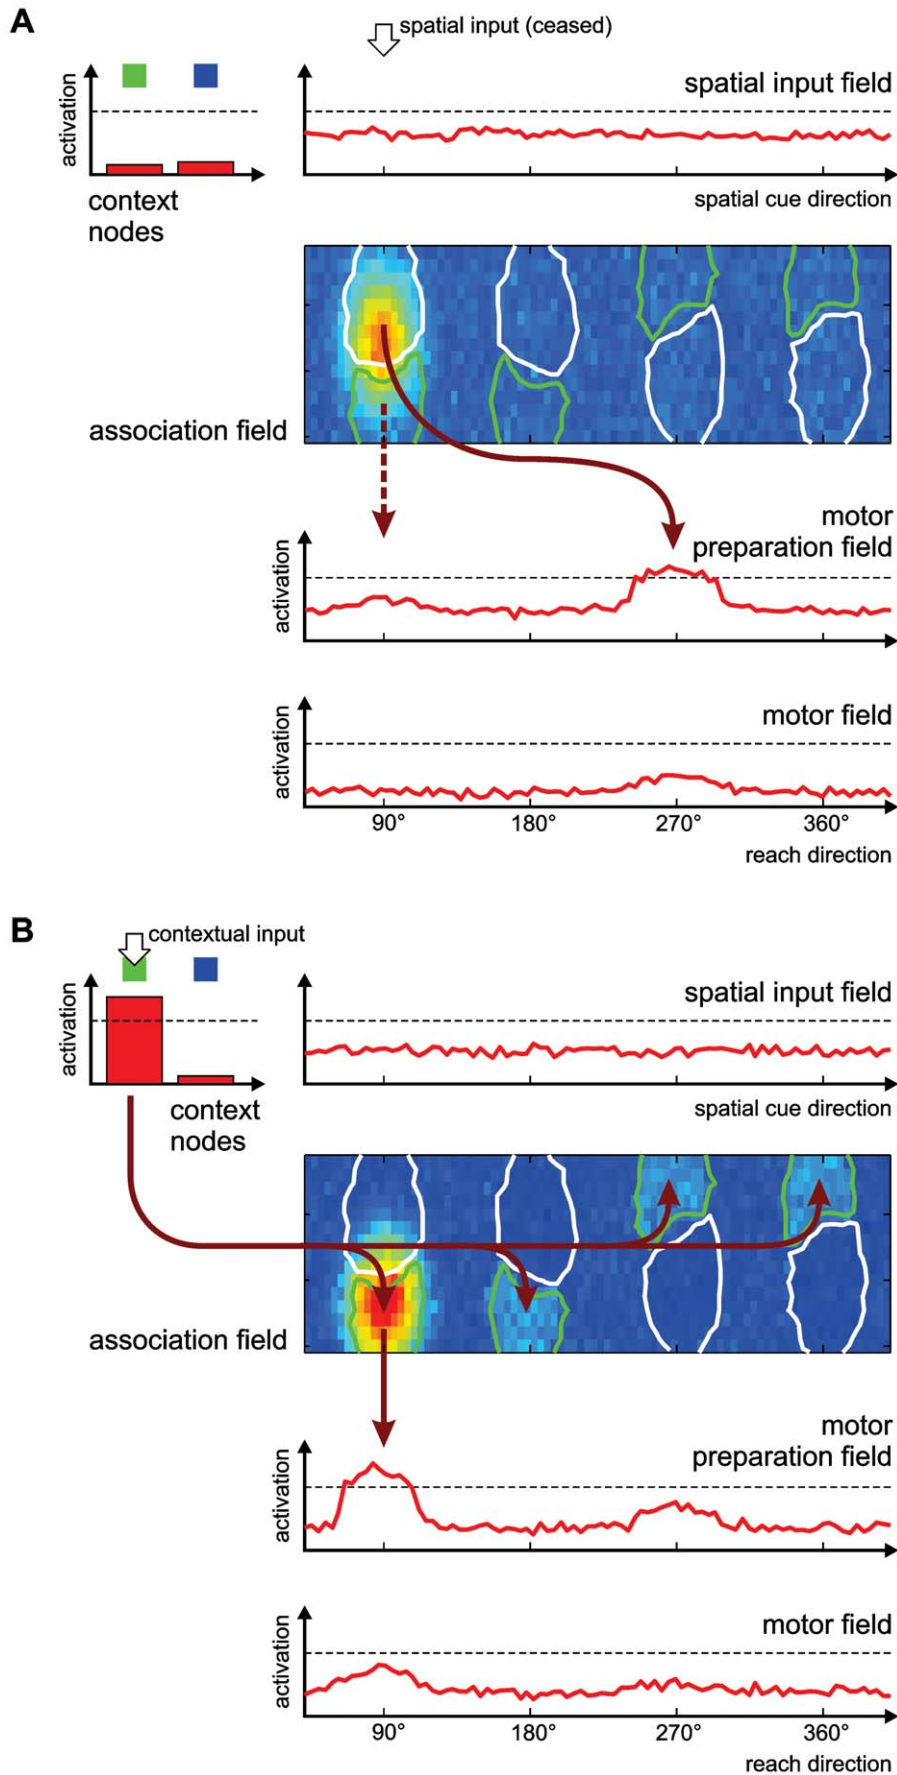 A
spatial input (ceased)
activation
spatial input field
context
nodes
spatial cue direction
association field
motor
preparation field
activation
motor field
activation
90° 180° 270° 360°
reach direction
B
contextual input
activation
spatial input field
context
nodes
spatial cue direction
association field
motor
preparation field
activation
motor field
activation
90° 180° 270° 360°
reach direction